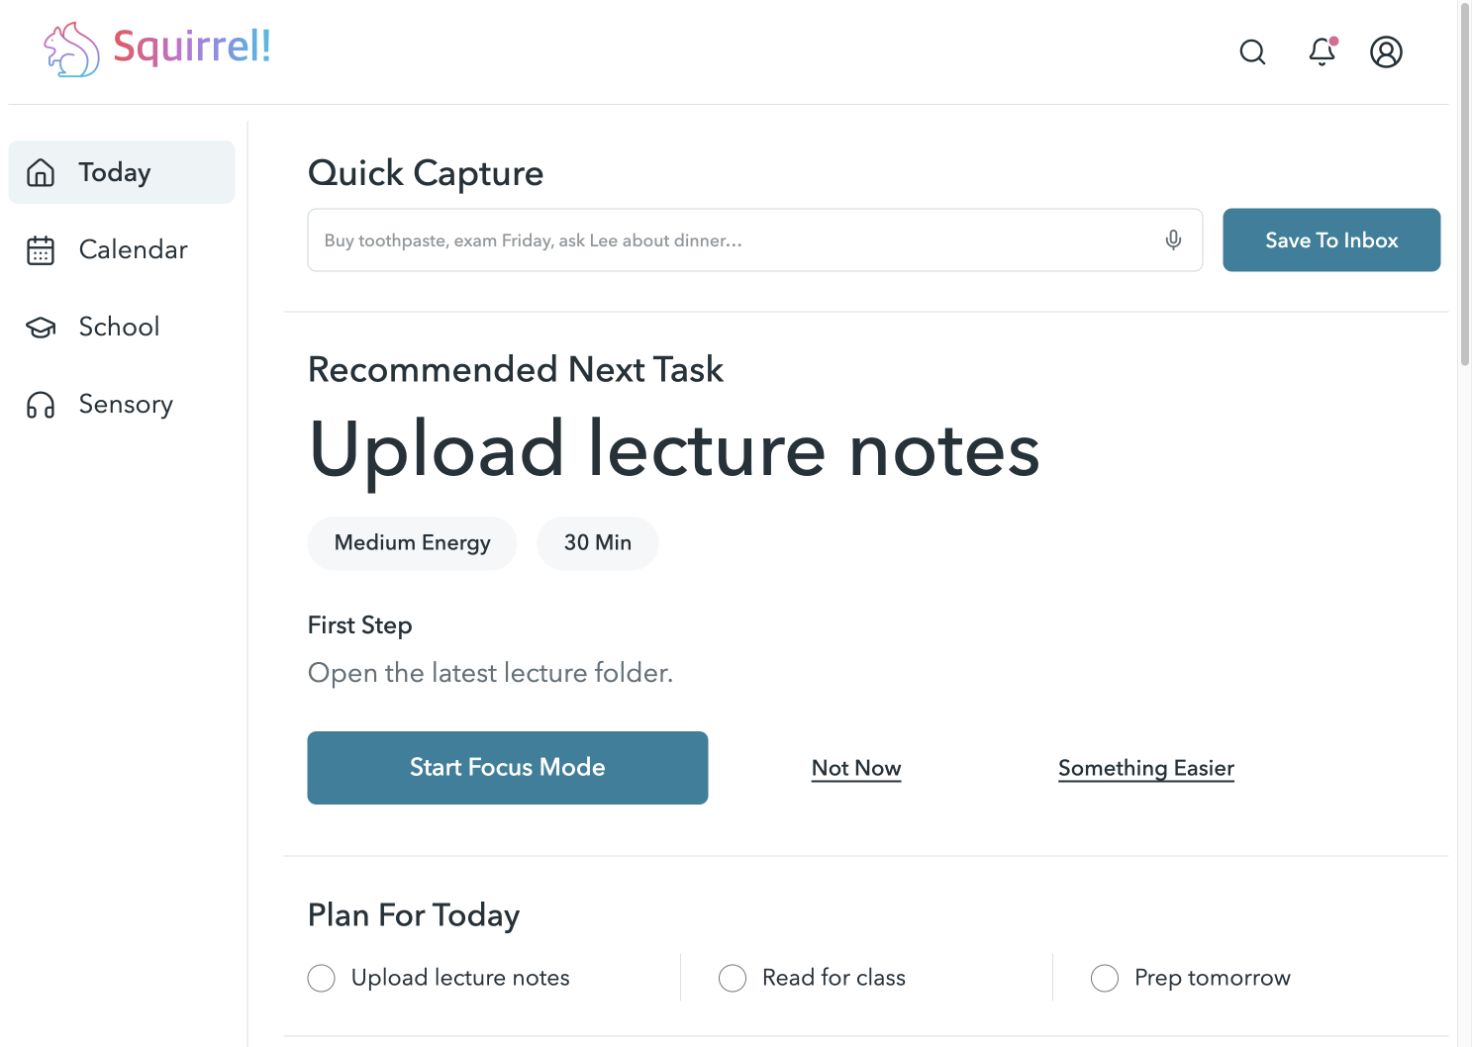 Squirrel!
Today
Calendar
School
Sensory
Quick Capture
Buy toothpaste, exam Friday, ask Lee about dinner...
Save To Inbox
Recommended Next Task
Upload lecture notes
Medium Energy
30 Min
First Step
Open the latest lecture folder.
Start Focus Mode
Not Now
Something Easier
Plan For Today
Upload lecture notes
Read for class
Prep tomorrow